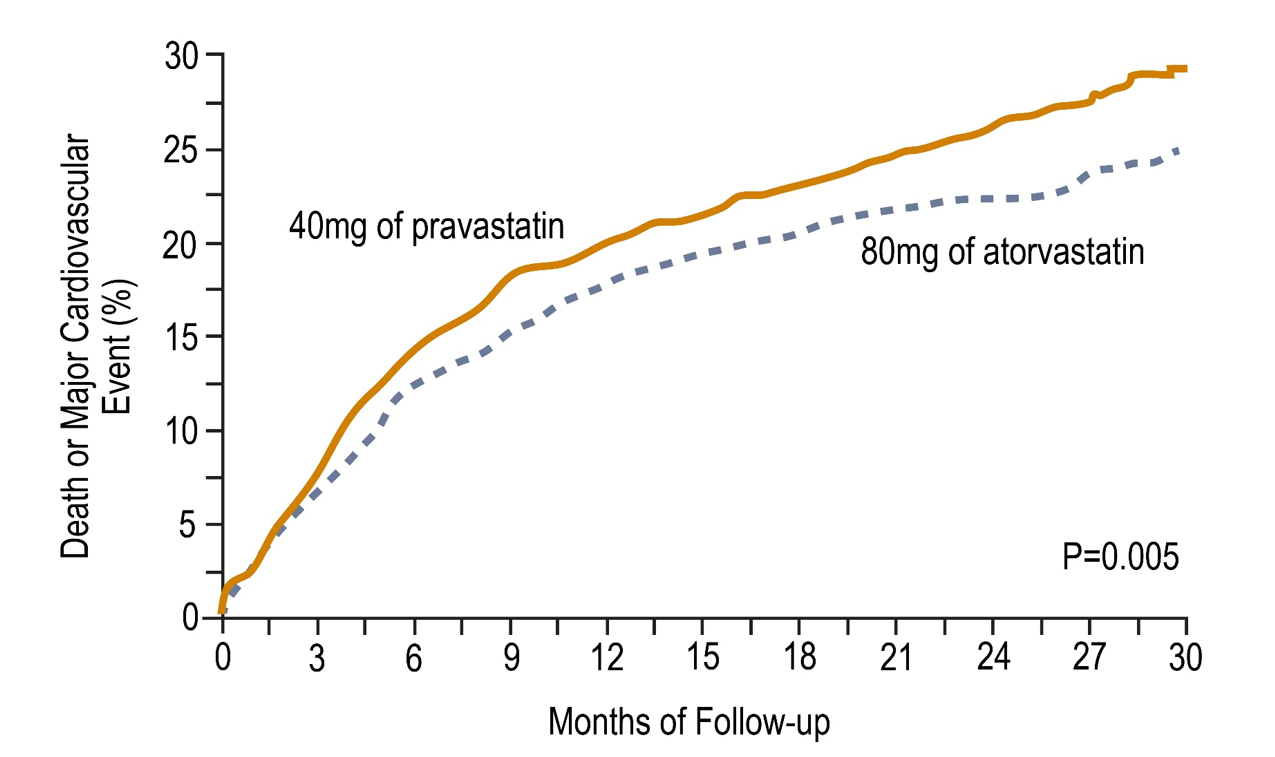 30
25
20
15
10
5
0
Death or Major Cardiovascular
Event (%)
40mg of pravastatin
80mg of atorvastatin
P=0.005
0 3 6 9 12 15 18 21 24 27 30
Months of Follow-up